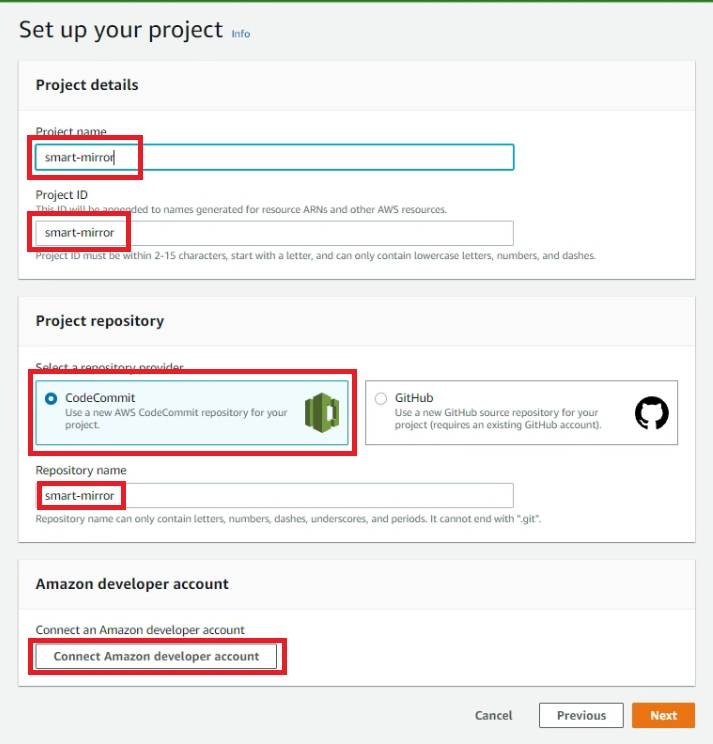 Set up your project Info
Project details
Project name
smart-mirror
Project ID
This ID will be appended to names generated for resource ARNs and other AWS resources.
smart-mirror
Project ID must be within 2-15 characters, start with a letter, and can only contain lowercase letters, numbers, and dashes.
Project repository
Select a repository provider
CodeCommit
Use a new AWS CodeCommit repository for your
project.
GitHub
Use a new GitHub source repository for your
project (requires an existing GitHub account).
Repository name
smart-mirror
Repository name can only contain letters, numbers, dashes, underscores, and periods. It cannot end with ".git".
Amazon developer account
Connect an Amazon developer account
Connect Amazon developer account
Cancel Previous Next